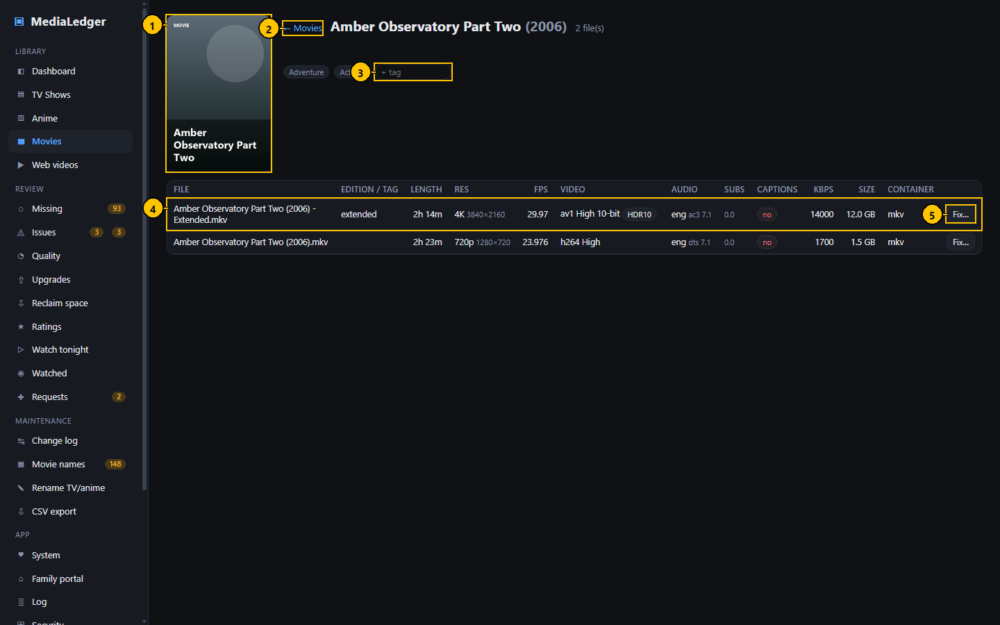 MediaLedger
LIBRARY
Dashboard
TV Shows
Anime
Movies
Web videos
REVIEW
Missing 93
Issues 3 3
Quality
Upgrades
Reclaim space
Ratings
Watch tonight
Watched
Requests 2
MAINTENANCE
Change log
Movie names 148
Rename TV/anime
CSV export
APP
System
Family portal
Log
Security
1
MOVIE
Amber
Observatory Part
Two
2 ← Movies Amber Observatory Part Two (2006) 2 file(s)
Adventure Act 3 + tag
FILE EDITION / TAG LENGTH RES FPS VIDEO AUDIO SUBS CAPTIONS KBPS SIZE CONTAINER
4 Amber Observatory Part Two (2006) - Extended.mkv extended 2h 14m 4K 3840×2160 29.97 av1 High 10-bit HDR10 eng ac3 7.1 0.0 no 14000 12.0 GB mkv 5 Fix...
Amber Observatory Part Two (2006).mkv 2h 23m 720p 1280×720 23.976 h264 High eng dts 7.1 0.0 no 1700 1.5 GB mkv Fix...